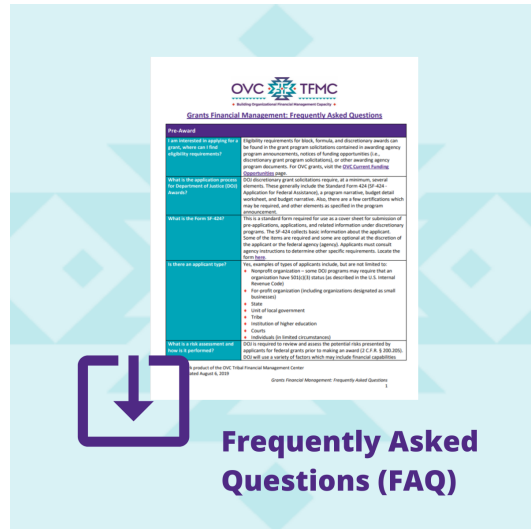 OVC TFMC
♦ Building Organizational Financial Management Capacity ♦
Grants Financial Management: Frequently Asked Questions
Pre-Award
I am interested in applying for a
grant, where can I find
eligibility requirements?
Eligibility requirements for block, formula, and discretionary awards can
be found in the grant program solicitations contained in awarding agency
program announcements, notices of funding opportunities (i.e.,
discretionary grant program solicitations), or other awarding agency
program documents. For OVC grants, visit the OVC Current Funding
Opportunities page.
What is the application process
for Department of Justice (DOJ)
Awards?
DOJ discretionary grant solicitations require, at a minimum, several
elements. These generally include the Standard Form 424 (SF-424 -
Application for Federal Assistance), a program narrative, budget detail
worksheet, and budget narrative. Also, there are a few certifications which
may be required, and other elements as specified in the program
announcement.
What is the Form SF-424?
This is a standard form required for use as a cover sheet for submission of
pre-applications, applications, and related information under discretionary
programs. The SF-424 collects basic information about the applicant.
Some of the items are required and some are optional at the discretion of
the applicant or the federal agency (agency). Applicants must consult
agency instructions to determine other specific requirements. Locate the
form here.
Is there an applicant type?
Yes, examples of types of applicants include, but are not limited to:
♦ Nonprofit organization – some DOJ programs may require that an
organization have 501(c)(3) status (as described in the U.S. Internal
Revenue Code)
♦ For-profit organization (including organizations designated as small
businesses)
♦ State
♦ Unit of local government
♦ Tribe
♦ Institution of higher education
♦ Courts
♦ Individuals (in limited circumstances)
What is a risk assessment and
how is it performed?
DOJ is required to review and assess the potential risks presented by
applicants for federal grants prior to making an award (2 C.F.R. § 200.205).
DOJ will use a variety of factors which may include financial capabilities
product of the OVC Tribal Financial Management Center
August 6, 2019
Grants Financial Management: Frequently Asked Questions
1
Frequently Asked
Questions (FAQ)